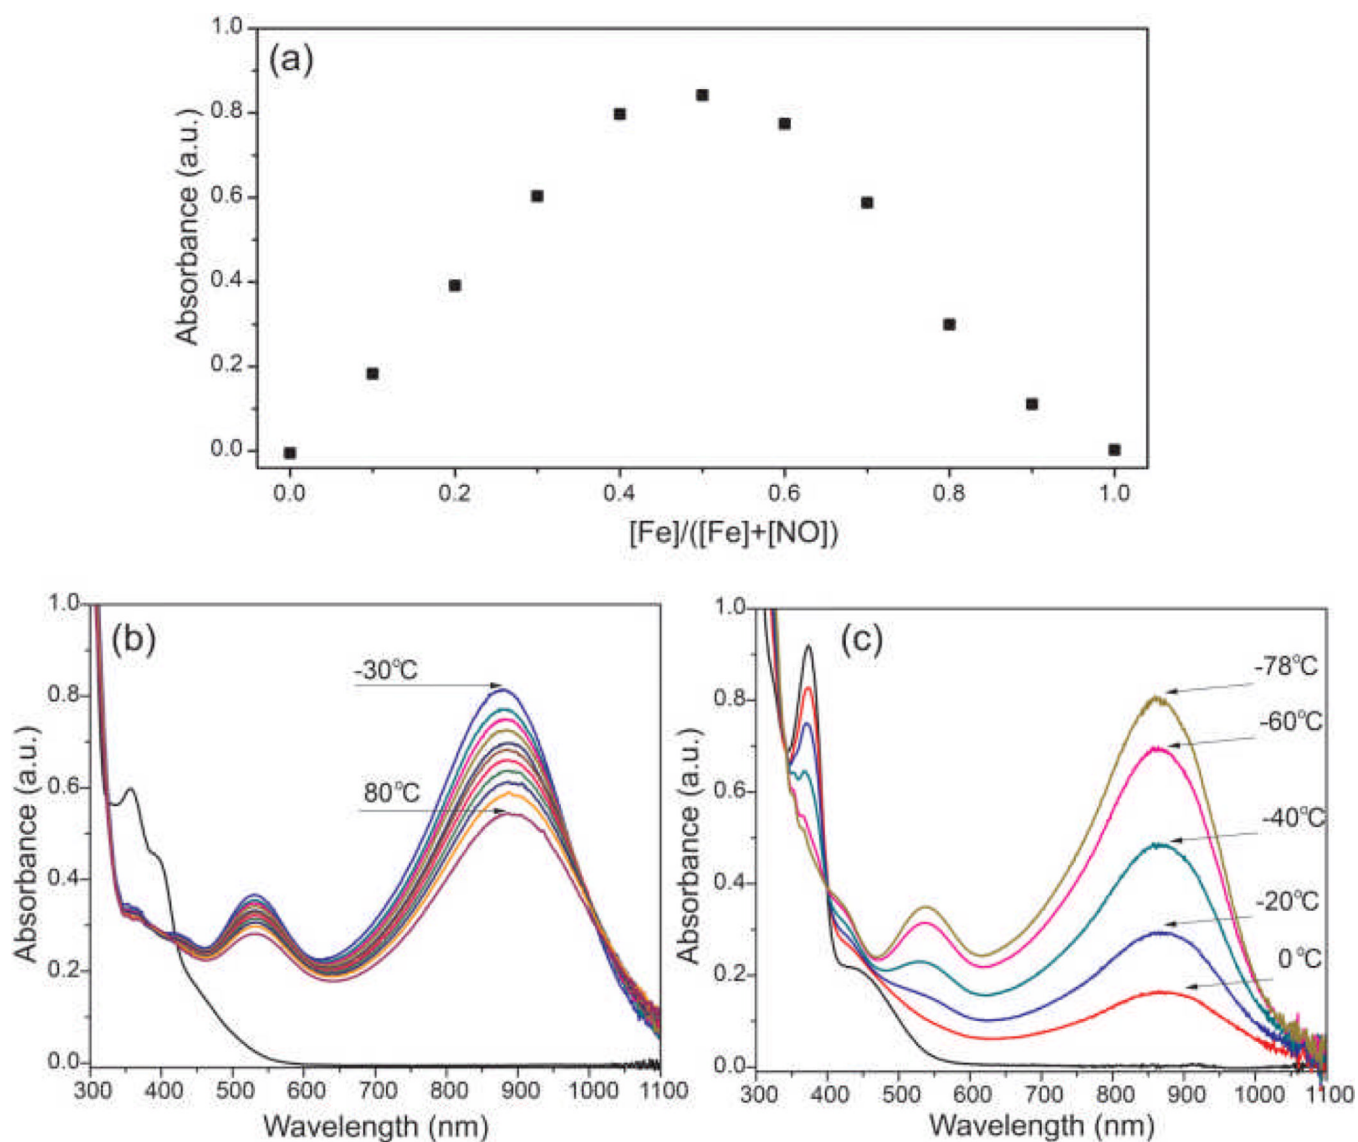 (a)
Absorbance (a.u.)
1.0
0.8
0.6
0.4
0.2
0.0
0.0 0.2 0.4 0.6 0.8 1.0
[Fe]/([Fe]+[NO])
(b)
Absorbance (a.u.)
1.0
0.8
0.6
0.4
0.2
0.0
-30°C
80°C
300 400 500 600 700 800 900 1000 1100
Wavelength (nm)
(c)
Absorbance (a.u.)
1.0
0.8
0.6
0.4
0.2
0.0
-78°C
-60°C
-40°C
-20°C
0°C
300 400 500 600 700 800 900 1000 1100
Wavelength (nm)